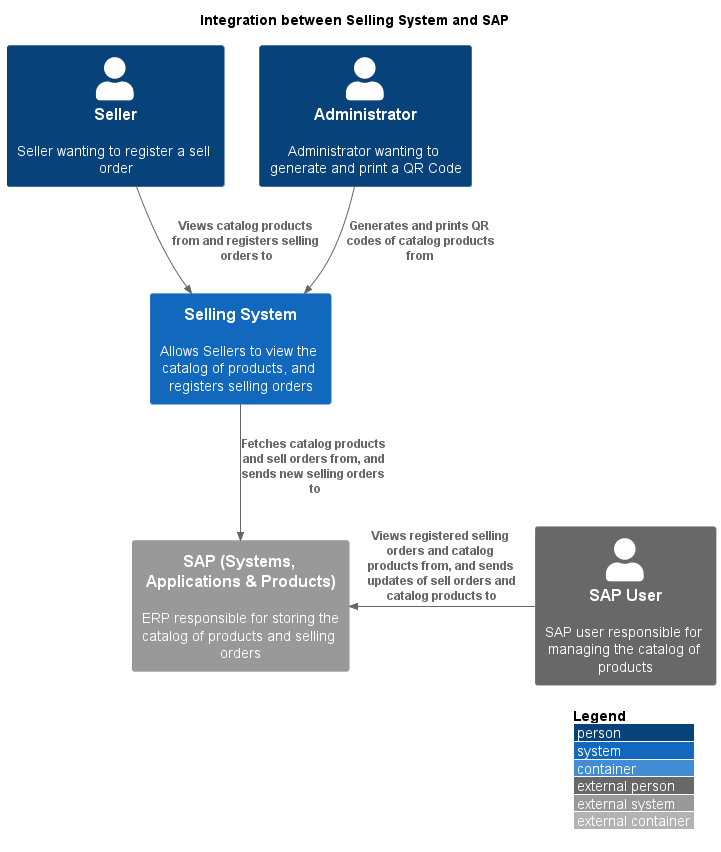 Integration between Selling System and SAP
Seller
Seller wanting to register a sell
order
Administrator
Administrator wanting to
generate and print a QR Code
Views catalog products
from and registers selling
orders to
Generates and prints QR
codes of catalog products
from
Selling System
Allows Sellers to view the
catalog of products, and
registers selling orders
Fetches catalog products
and sell orders from, and
sends new selling orders
to
SAP (Systems,
Applications & Products)
ERP responsible for storing the
catalog of products and selling
orders
Views registered selling
orders and catalog
products from, and sends
updates of sell orders and
catalog products to
SAP User
SAP user responsible for
managing the catalog of
products
Legend
person
system
container
external person
external system
external container